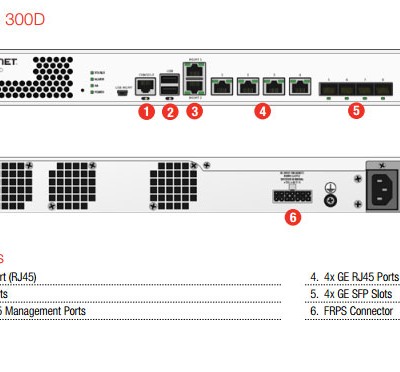 300D
NET
CONSOLE
USB
MGMT 1
MGMT 2
STATUS
ALARM
HA
POWER
USB MGMT
1
2
3
4
5
6
7
8
1
2
3
4
5
6
S
rt (RJ45)
ts
5 Management Ports
4. 4x GE RJ45 Ports
5. 4x GE SFP Slots
6. FRPS Connector